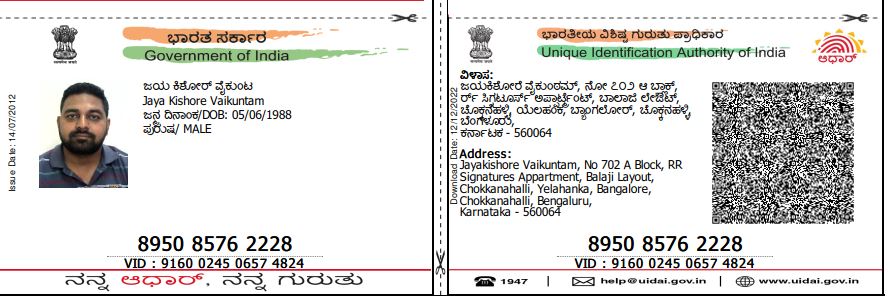 ಭಾರತ ಸರ್ಕಾರ
Government of India
Issue Date: 14/07/2012
ಜಯ ಕಿಶೋರ್ ವೈಕುಂಟ
Jaya Kishore Vaikuntam
ಜನ್ಮ ದಿನಾಂಕ/DOB: 05/06/1988
ಪುರುಷ/ MALE
8950 8576 2228
VID : 9160 0245 0657 4824
ನನ್ನ ಆಧಾರ್, ನನ್ನ ಗುರುತು
ಭಾರತೀಯ ವಿಶಿಷ್ಟ ಗುರುತು ಪ್ರಾಧಿಕಾರ
Unique Identification Authority of India
ಆಧಾರ್
Download Date: 12/12/2022
ವಿಳಾಸ:
ಜಯಕಿಶೋರೆ ವೈಕುಂಠಮ್, ನೋ ೭೦೨ ಆ ಬ್ಲಾಕ್,
ರ್ರ್ ಸಿಗ್ನಟೂರ್ಸ್ ಅಪಾರ್ಟ್ಮೆಂಟ್, ಬಾಲಾಜಿ ಲೇಔಟ್,
ಚೊಕ್ಕನಹಳ್ಳಿ ಯೆಲಹಂಕ, ಬ್ಯಾಂಗಲೋರ್, ಚೊಕ್ಕನಹಳ್ಳಿ,
ಬೆಂಗಳೂರು,
ಕರ್ನಾಟಕ - 560064
Address:
Jayakishore Vaikuntam, No 702 A Block, RR
Signatures Appartment, Balaji Layout,
Chokkanahalli, Yelahanka, Bangalore,
Chokkanahalli, Bengaluru,
Karnataka - 560064
8950 8576 2228
VID : 9160 0245 0657 4824
1947 | help@uidai.gov.in | www.uidai.gov.in